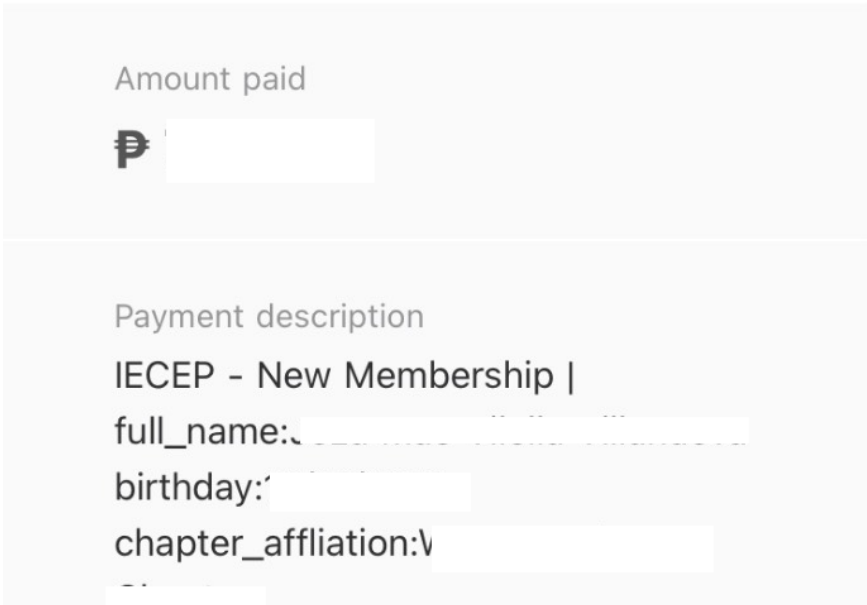 Amount paid
₱
Payment description
IECEP - New Membership |
full_name:
birthday:
chapter_affliation: